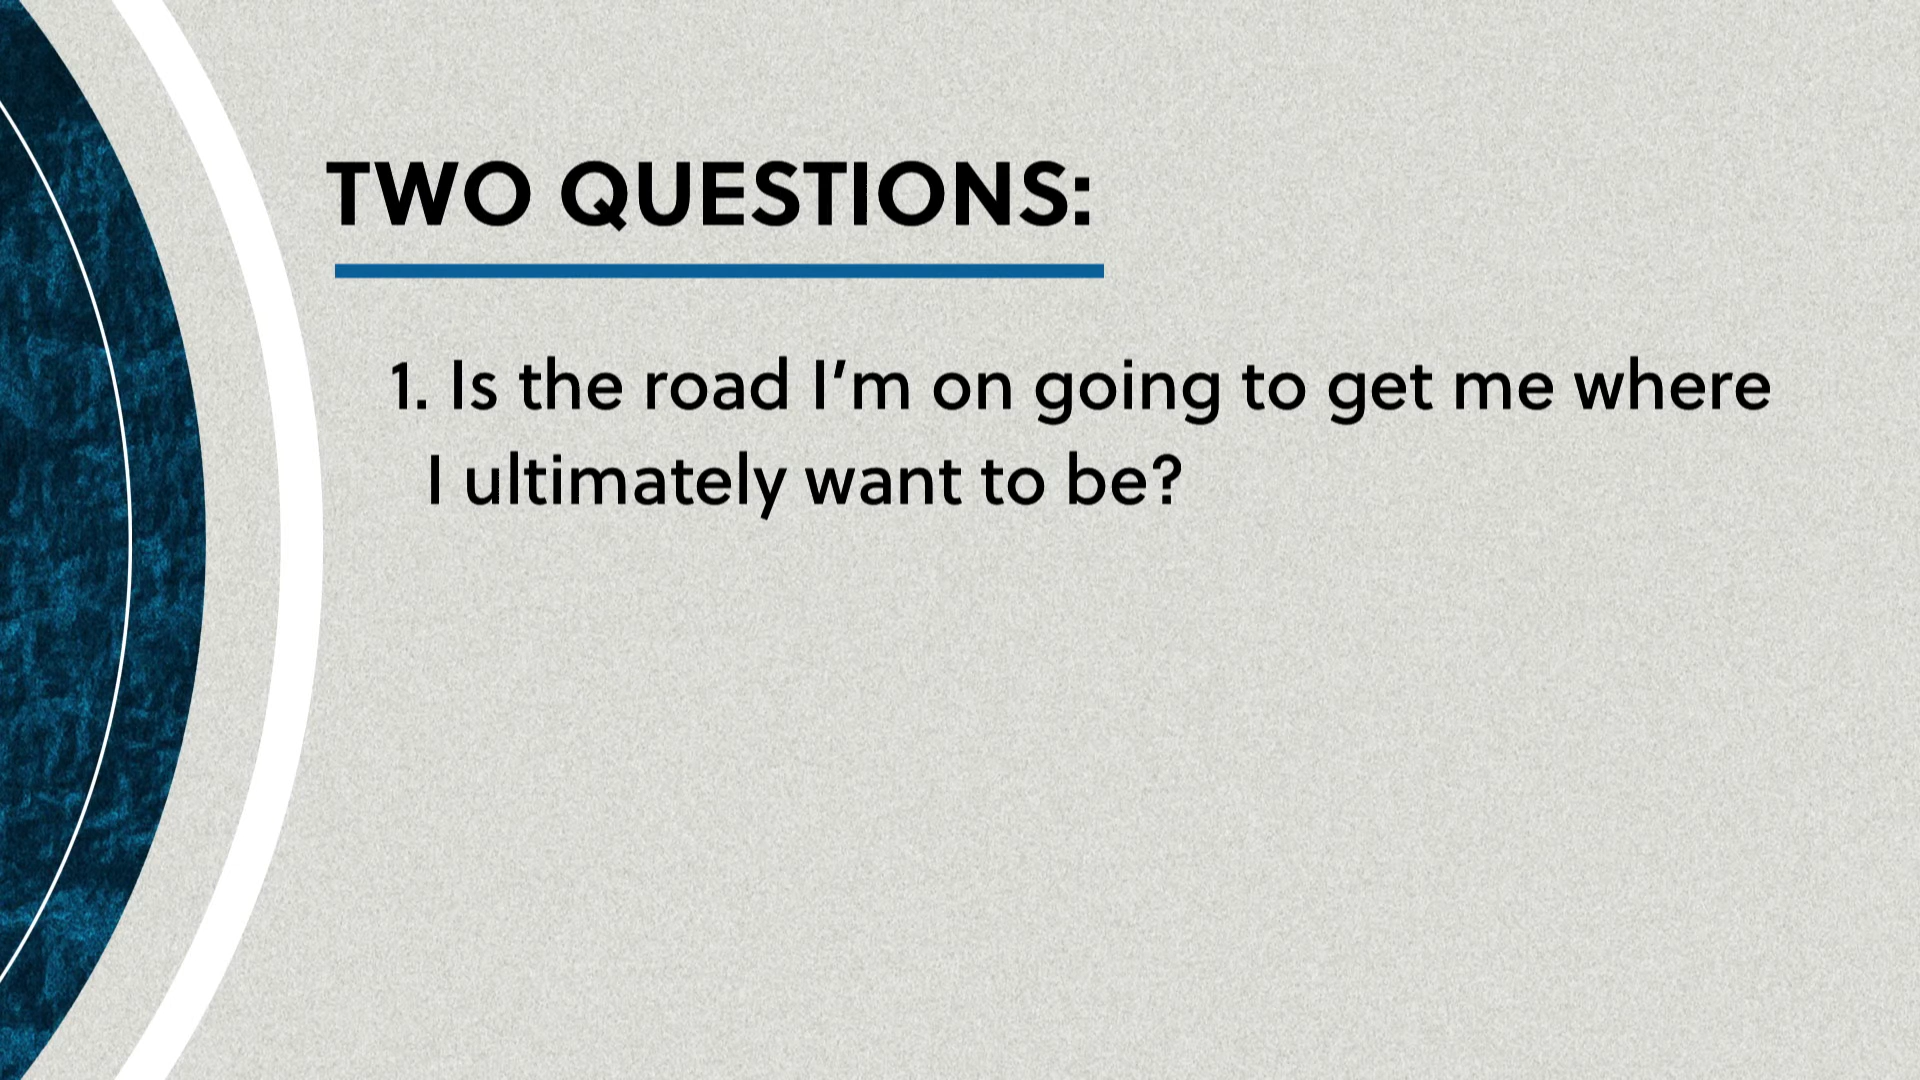 TWO QUESTIONS:
1. Is the road I’m on going to get me where
I ultimately want to be?